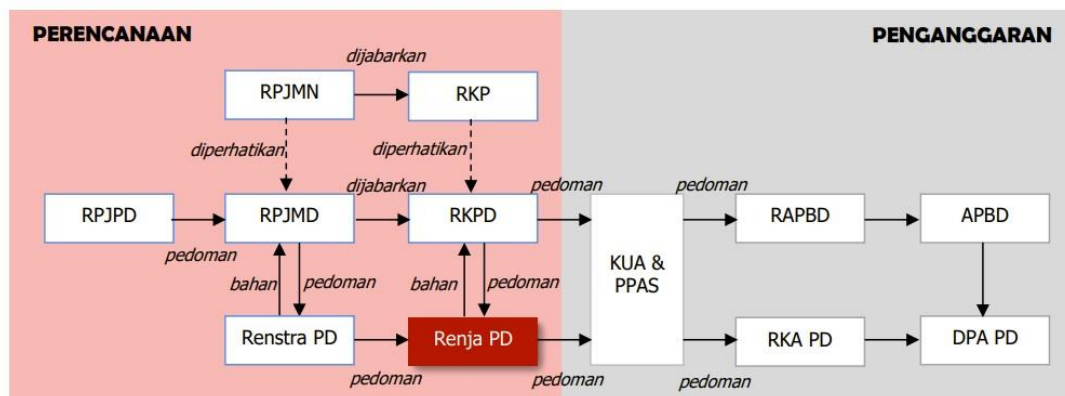 PERENCANAAN
PENGANGGARAN
dijabarkan
RPJMN
RKP
diperhatikan
diperhatikan
dijabarkan
pedoman
pedoman
RPJPD
RPJMD
RKPD
RAPBD
APBD
pedoman
KUA &
PPAS
bahan
pedoman
bahan
pedoman
Renstra PD
Renja PD
RKA PD
DPA PD
pedoman
pedoman
pedoman